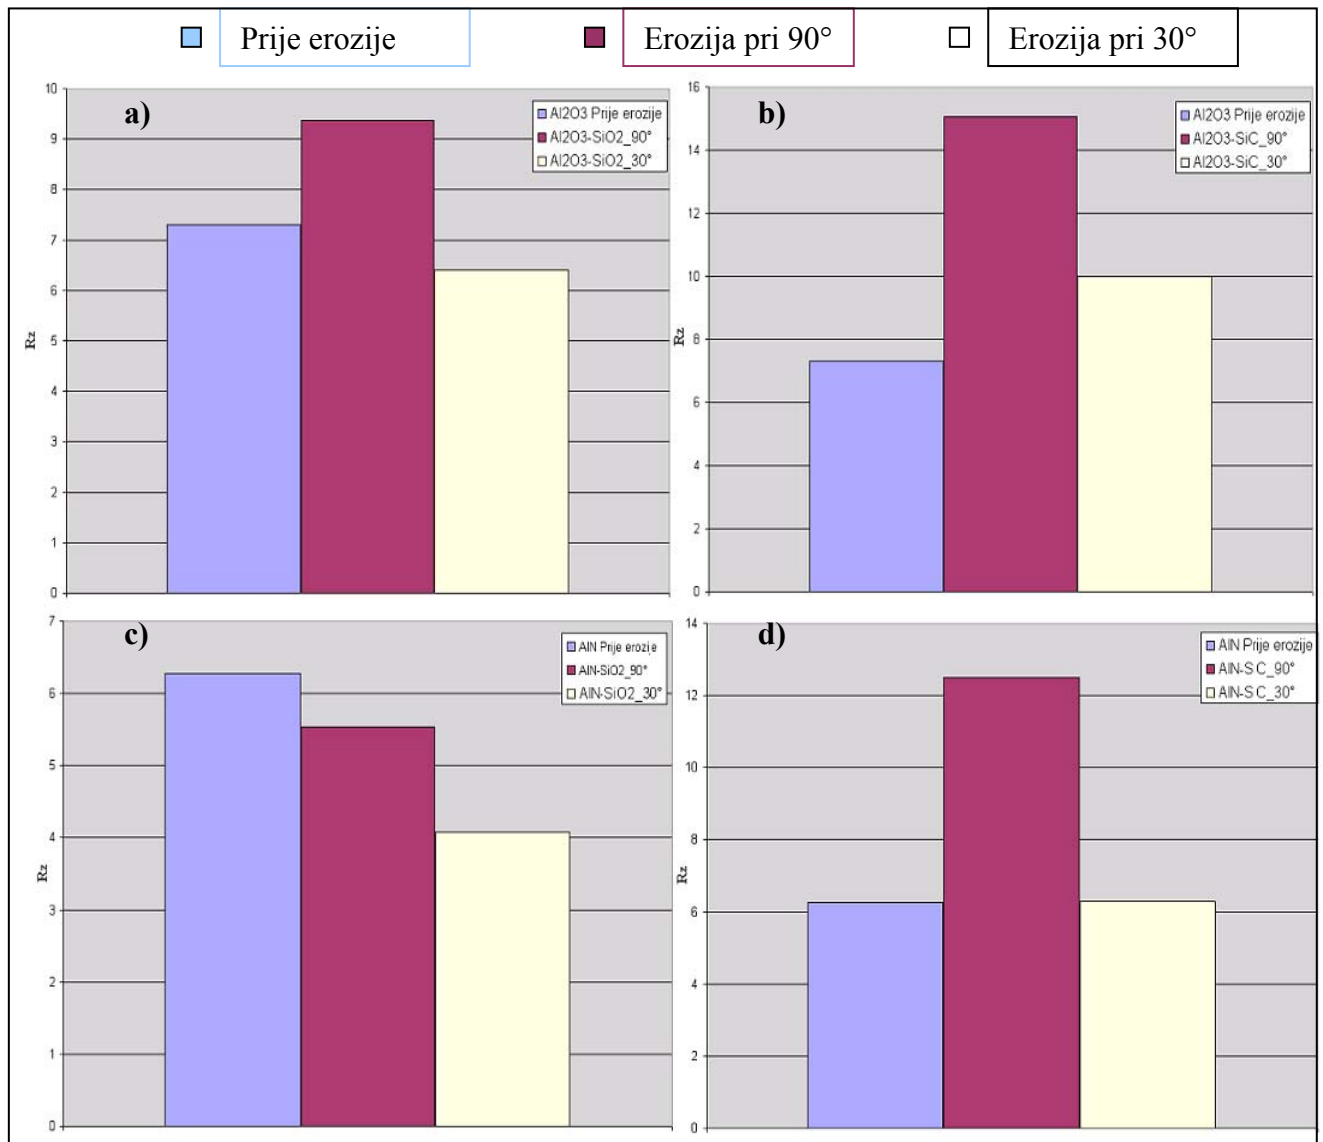 Prije erozije
Erozija pri 90°
Erozija pri 30°
a)
Al2O3 Prije erozije
Al2O3-SiO2_90°
Al2O3-SiO2_30°
10
9
8
7
6
5
4
3
2
1
0
Rz
b)
Al2O3 Prije erozije
Al2O3-SiC_90°
Al2O3-SiC_30°
16
14
12
10
8
6
4
2
0
Rz
c)
AlN Prije erozije
AlN-SiO2_90°
AlN-SiO2_30°
7
6
5
4
3
2
1
0
Rz
d)
AlN Prije erozije
AlN-SiC_90°
AlN-SiC_30°
14
12
10
8
6
4
2
0
Rz